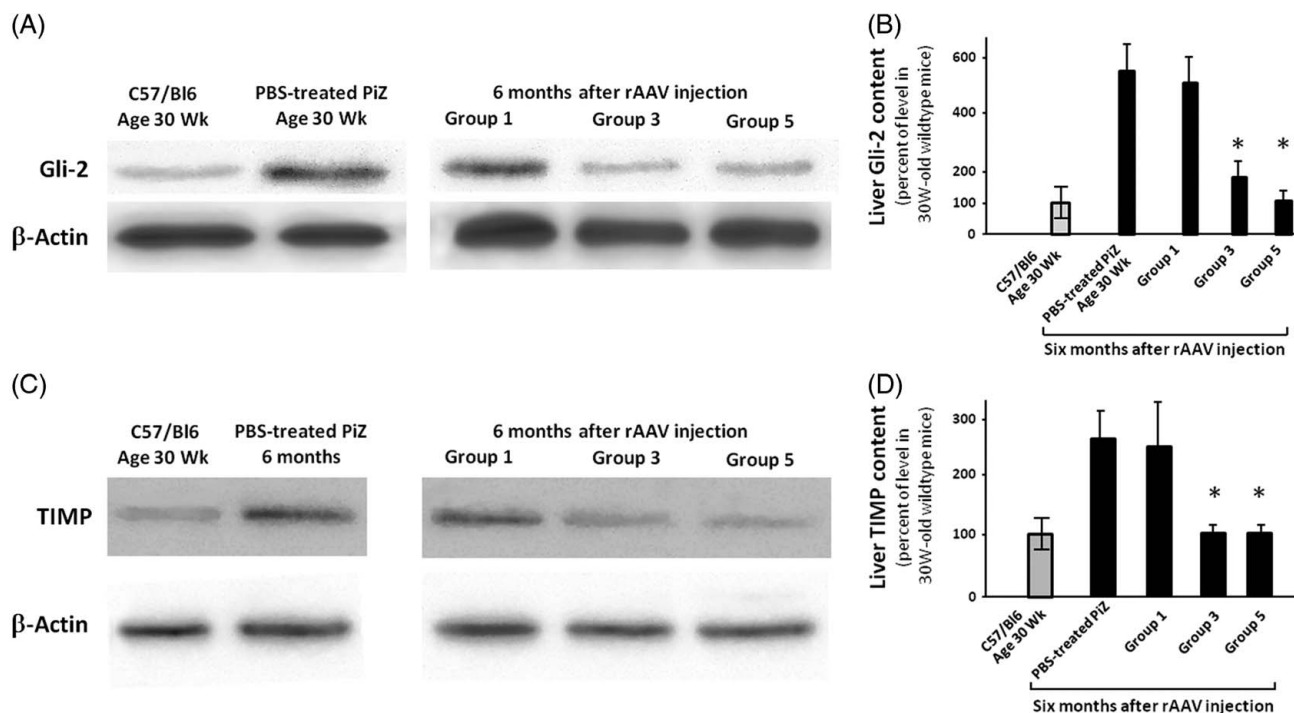 (A)
C57/Bl6 PBS-treated PiZ 6 months after rAAV injection
Age 30 Wk Age 30 Wk Group 1 Group 3 Group 5
Gli-2
β-Actin
(B)
Liver Gli-2 content
(percent of level in
30W-old wildtype mice)
600
400
200
100
0
* *
C57/Bl6
Age 30 Wk
PBS-treated PiZ
Age 30 Wk
Group 1
Group 3
Group 5
Six months after rAAV injection
(C)
C57/Bl6 PBS-treated PiZ 6 months after rAAV injection
Age 30 Wk 6 months Group 1 Group 3 Group 5
TIMP
β-Actin
(D)
Liver TIMP content
(percent of level in
30W-old wildtype mice)
300
200
100
0
* *
C57/Bl6
Age 30 Wk
PBS-treated PiZ
Group 1
Group 3
Group 5
Six months after rAAV injection